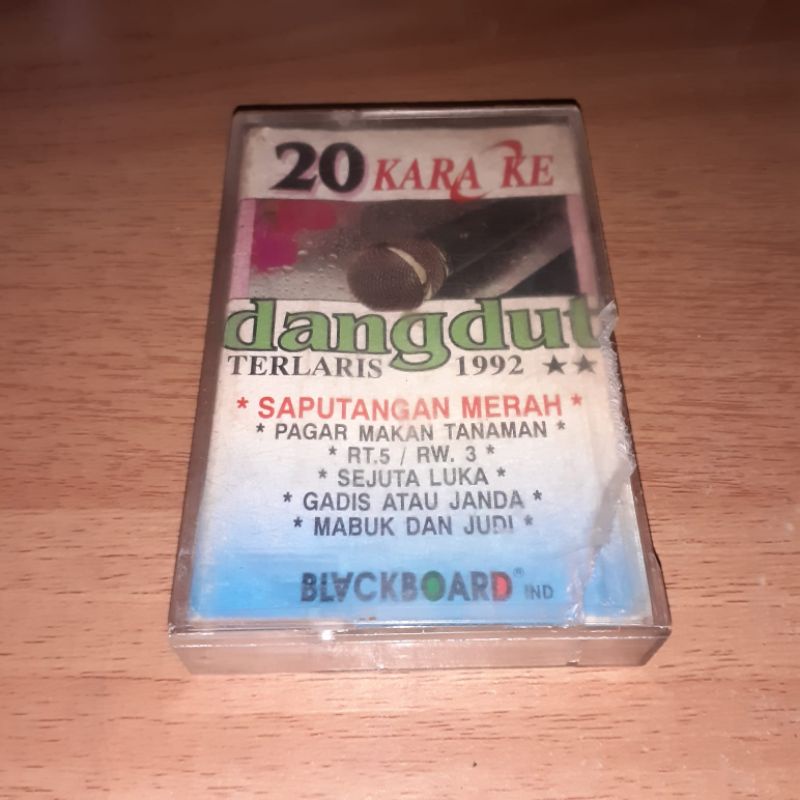 20 KARAOKE
dangdut
TERLARIS 1992 ★★
* SAPUTANGAN MERAH *
* PAGAR MAKAN TANAMAN *
* RT.5 / RW. 3 *
* SEJUTA LUKA *
* GADIS ATAU JANDA *
* MABUK DAN JUDI *
BLACKBOARD® IND